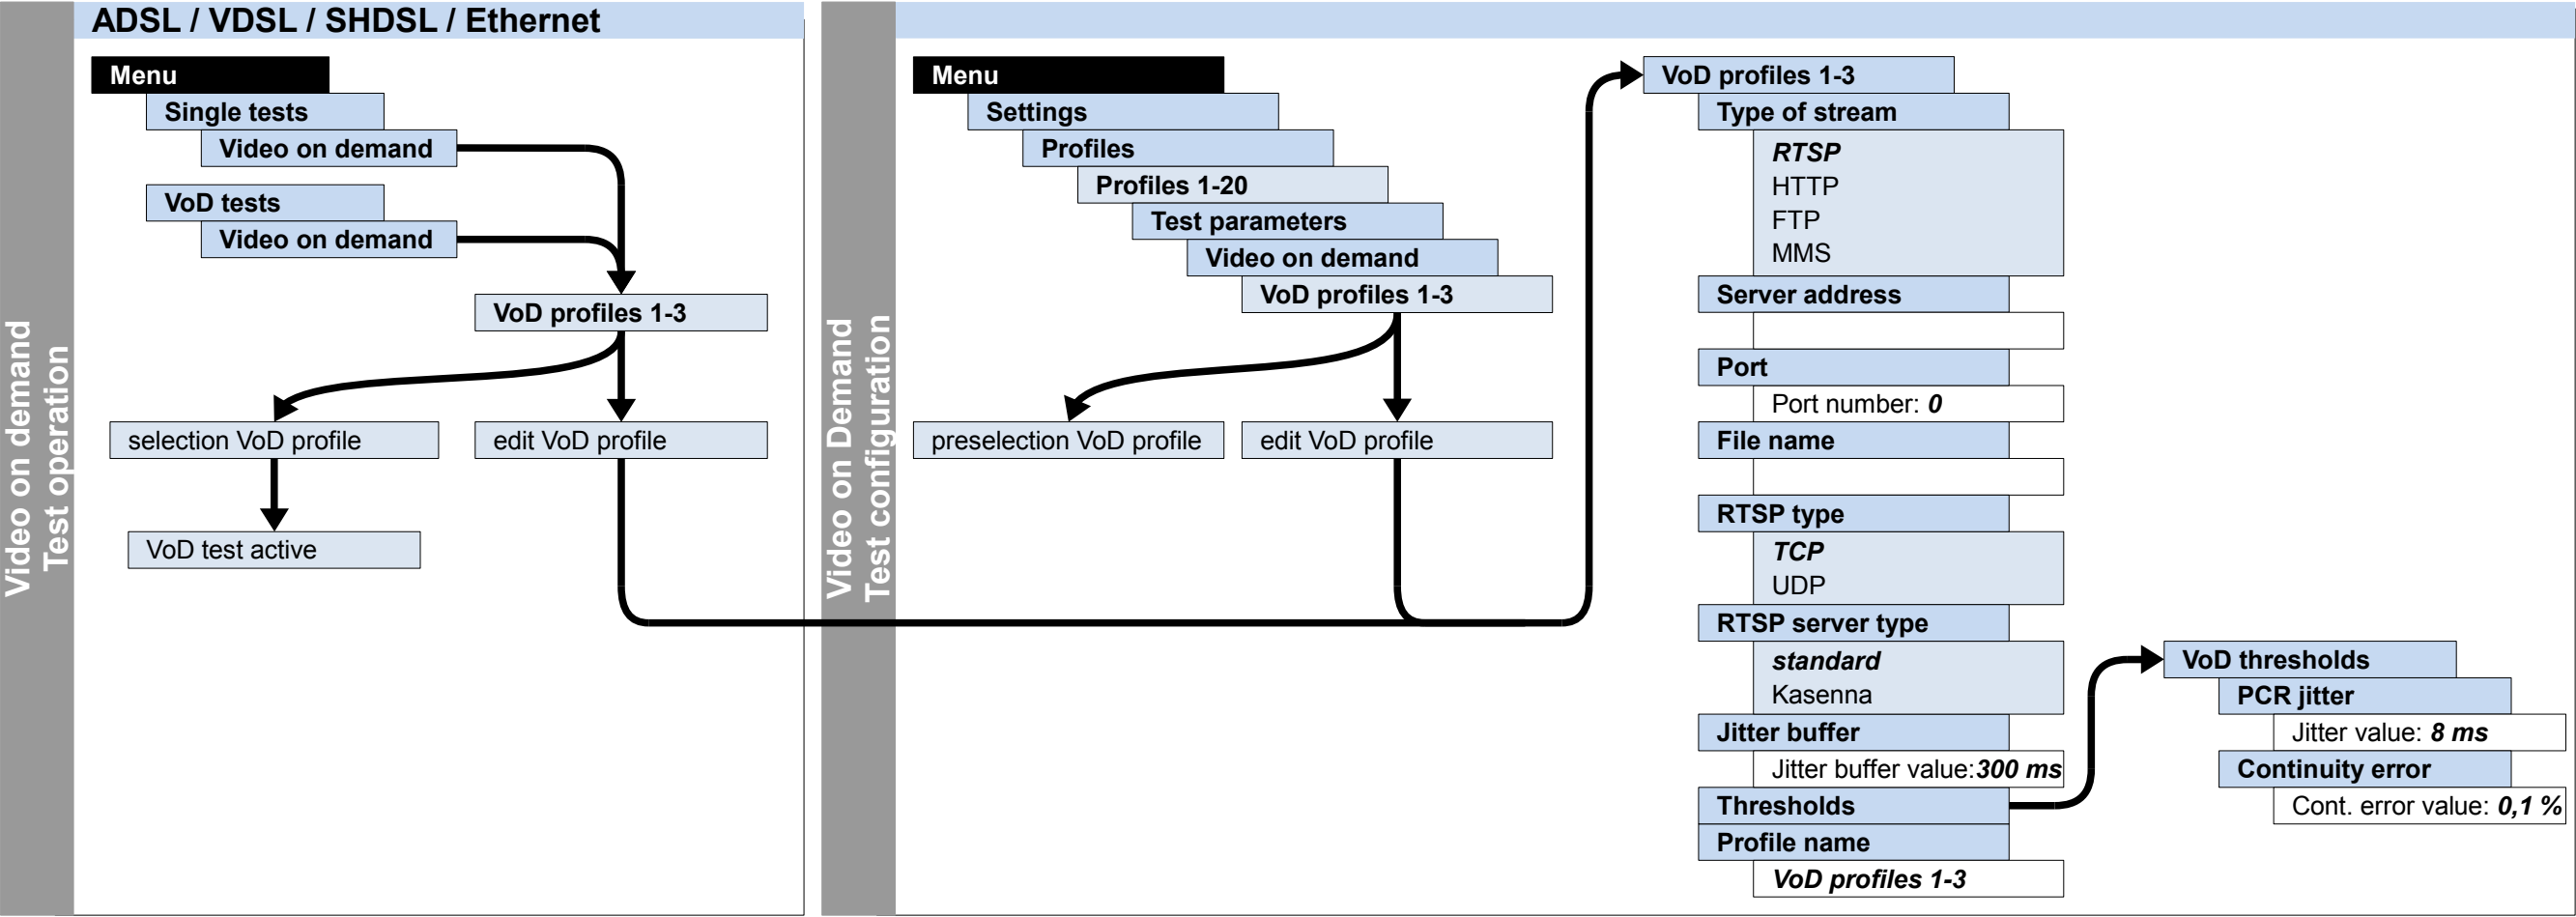 ADSL / VDSL / SHDSL / Ethernet
Video on demand
Test operation
Menu
Single tests
Video on demand
VoD tests
Video on demand
VoD profiles 1-3
selection VoD profile
edit VoD profile
VoD test active
Video on Demand
Test configuration
Menu
Settings
Profiles
Profiles 1-20
Test parameters
Video on demand
VoD profiles 1-3
preselection VoD profile
edit VoD profile
VoD profiles 1-3
Type of stream
RTSP
HTTP
FTP
MMS
Server address
Port
Port number: 0
File name
RTSP type
TCP
UDP
RTSP server type
standard
Kasenna
Jitter buffer
Jitter buffer value:300 ms
Thresholds
Profile name
VoD profiles 1-3
VoD thresholds
PCR jitter
Jitter value: 8 ms
Continuity error
Cont. error value: 0,1 %